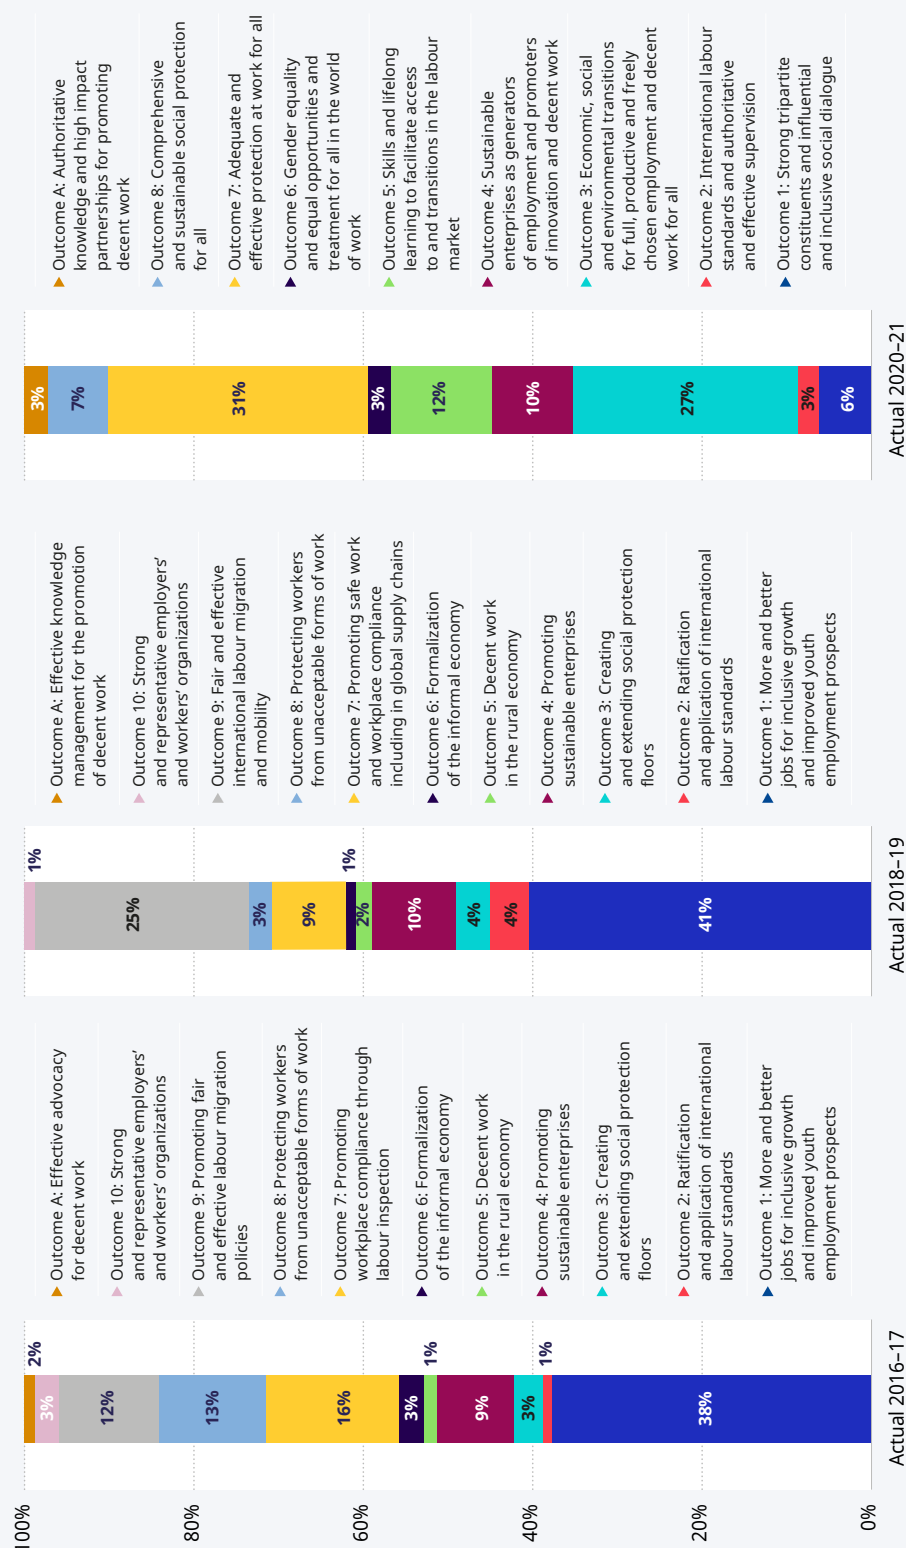 100%
80%
60%
40%
20%
0%
2%
3%
12%
13%
16%
3%
1%
9%
3%
1%
38%
Actual 2016–17
Outcome A: Effective advocacy
for decent work
Outcome 10: Strong
and representative employers’
and workers’ organizations
Outcome 9: Promoting fair
and effective labour migration
policies
Outcome 8: Protecting workers
from unacceptable forms of work
Outcome 7: Promoting
workplace compliance through
labour inspection
Outcome 6: Formalization
of the informal economy
Outcome 5: Decent work
in the rural economy
Outcome 4: Promoting
sustainable enterprises
Outcome 3: Creating
and extending social protection
floors
Outcome 2: Ratification
and application of international
labour standards
Outcome 1: More and better
jobs for inclusive growth
and improved youth
employment prospects
1%
25%
3%
9%
1%
2%
10%
4%
4%
41%
Actual 2018–19
Outcome A: Effective knowledge
management for the promotion
of decent work
Outcome 10: Strong
and representative employers’
and workers’ organizations
Outcome 9: Fair and effective
international labour migration
and mobility
Outcome 8: Protecting workers
from unacceptable forms of work
Outcome 7: Promoting safe work
and workplace compliance
including in global supply chains
Outcome 6: Formalization
of the informal economy
Outcome 5: Decent work
in the rural economy
Outcome 4: Promoting
sustainable enterprises
Outcome 3: Creating
and extending social protection
floors
Outcome 2: Ratification
and application of international
labour standards
Outcome 1: More and better
jobs for inclusive growth
and improved youth
employment prospects
3%
7%
31%
3%
12%
10%
27%
3%
6%
Actual 2020–21
Outcome A: Authoritative
knowledge and high impact
partnerships for promoting
decent work
Outcome 8: Comprehensive
and sustainable social protection
for all
Outcome 7: Adequate and
effective protection at work for all
Outcome 6: Gender equality
and equal opportunities and
treatment for all in the world
of work
Outcome 5: Skills and lifelong
learning to facilitate access
to and transitions in the labour
market
Outcome 4: Sustainable
enterprises as generators
of employment and promoters
of innovation and decent work
Outcome 3: Economic, social
and environmental transitions
for full, productive and freely
chosen employment and decent
work for all
Outcome 2: International labour
standards and authoritative
and effective supervision
Outcome 1: Strong tripartite
constituents and influential
and inclusive social dialogue